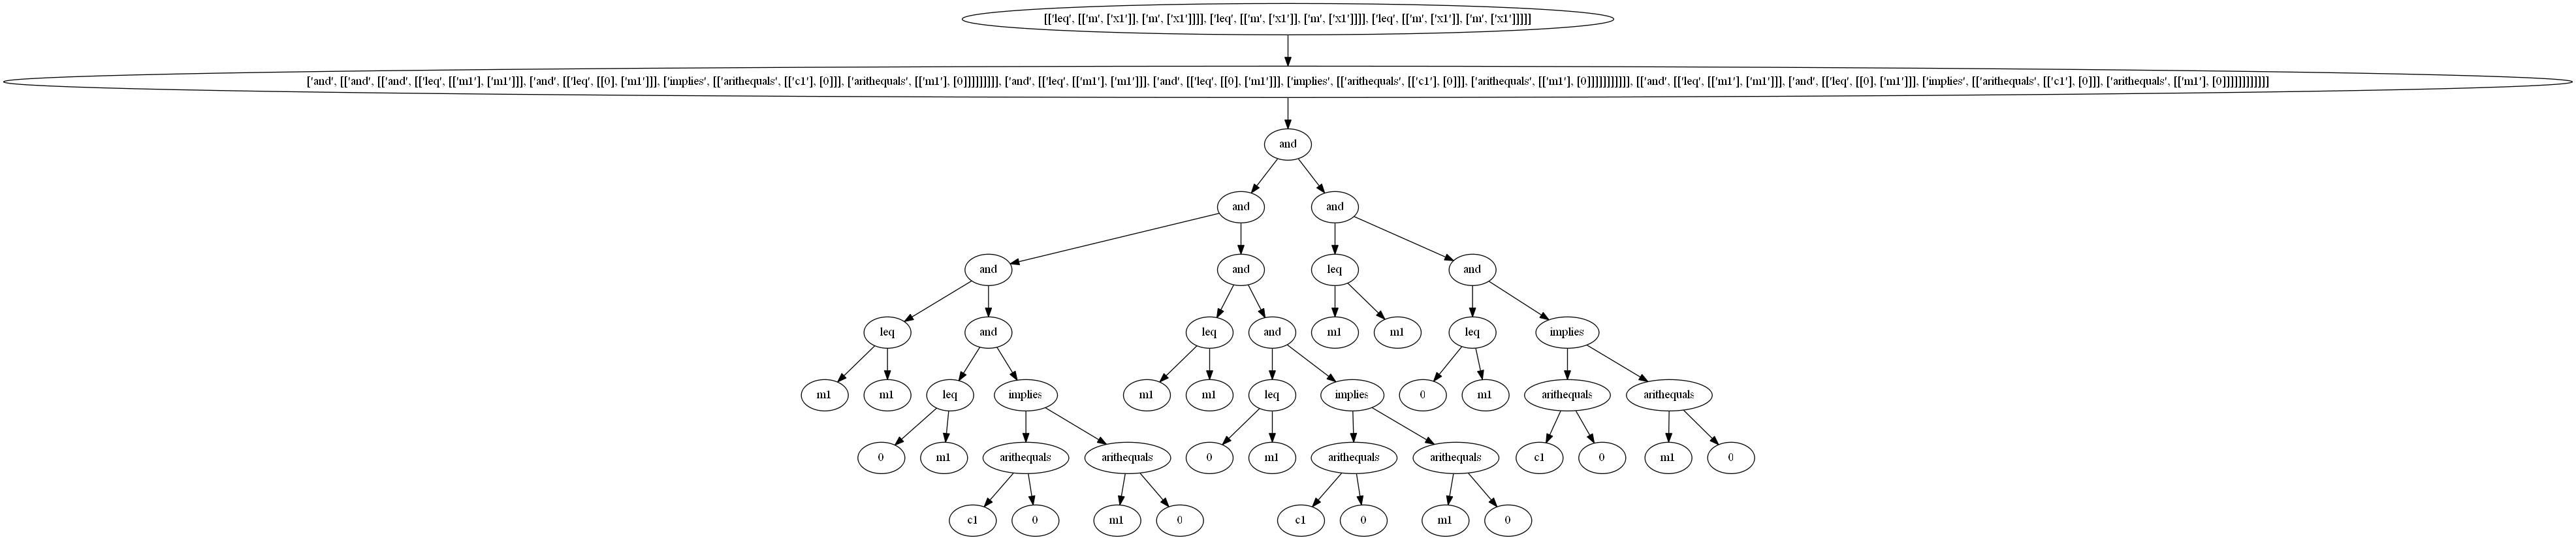 [['leq', [['m', ['x1']], ['m', ['x1']]]], ['leq', [['m', ['x1']], ['m', ['x1']]]], ['leq', [['m', ['x1']], ['m', ['x1']]]]]
['and', [['and', [['and', [['leq', [['m1'], ['m1']]], ['and', [['leq', [[0], ['m1']]], ['implies', [['arithequals', [['c1'], [0]]], ['arithequals', [['m1'], [0]]]]]]]]], ['and', [['leq', [['m1'], ['m1']]], ['and', [['leq', [[0], ['m1']]], ['implies', [['arithequals', [['c1'], [0]]], ['arithequals', [['m1'], [0]]]]]]]]]]], [['and', [['leq', [['m1'], ['m1']]], ['and', [['leq', [[0], ['m1']]], ['implies', [['arithequals', [['c1'], [0]]], ['arithequals', [['m1'], [0]]]]]]]]]]]]
and
and and
and and leq and
leq and leq and m1 m1 leq implies
m1 m1 leq implies m1 m1 leq implies 0 m1 arithequals arithequals
0 m1 arithequals arithequals 0 m1 arithequals arithequals c1 0 m1 0
c1 0 m1 0 c1 0 m1 0